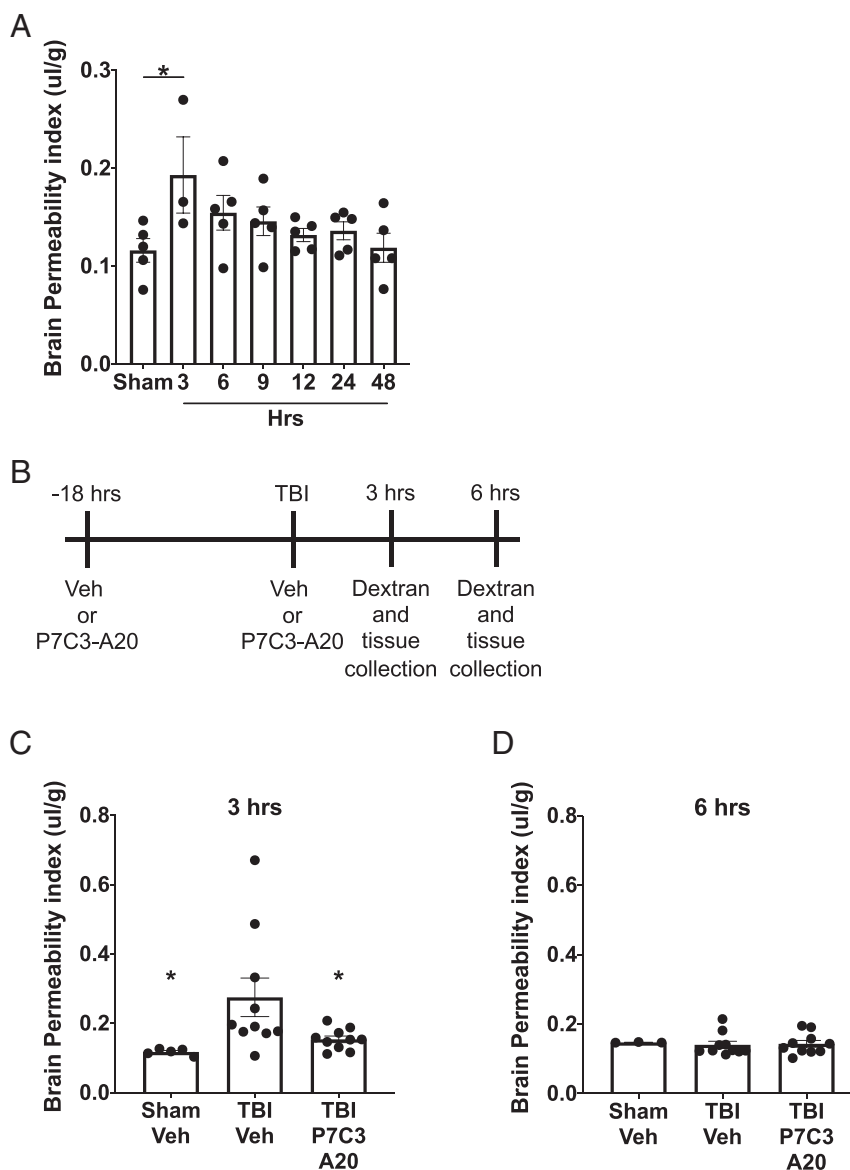 A
Brain Permeability index (ul/g)
0.3
0.2
0.1
0.0
*
Sham 3 6 9 12 24 48
Hrs
B
-18 hrs TBI 3 hrs 6 hrs
Veh Veh Dextran Dextran
or or and and
P7C3-A20 P7C3-A20 tissue tissue
collection collection
C
Brain Permeability index (ul/g)
3 hrs
0.8
0.6
0.4
0.2
0.0
* *
Sham TBI TBI
Veh Veh P7C3
A20
D
Brain Permeability index (ul/g)
6 hrs
0.8
0.6
0.4
0.2
0.0
Sham TBI TBI
Veh Veh P7C3
A20